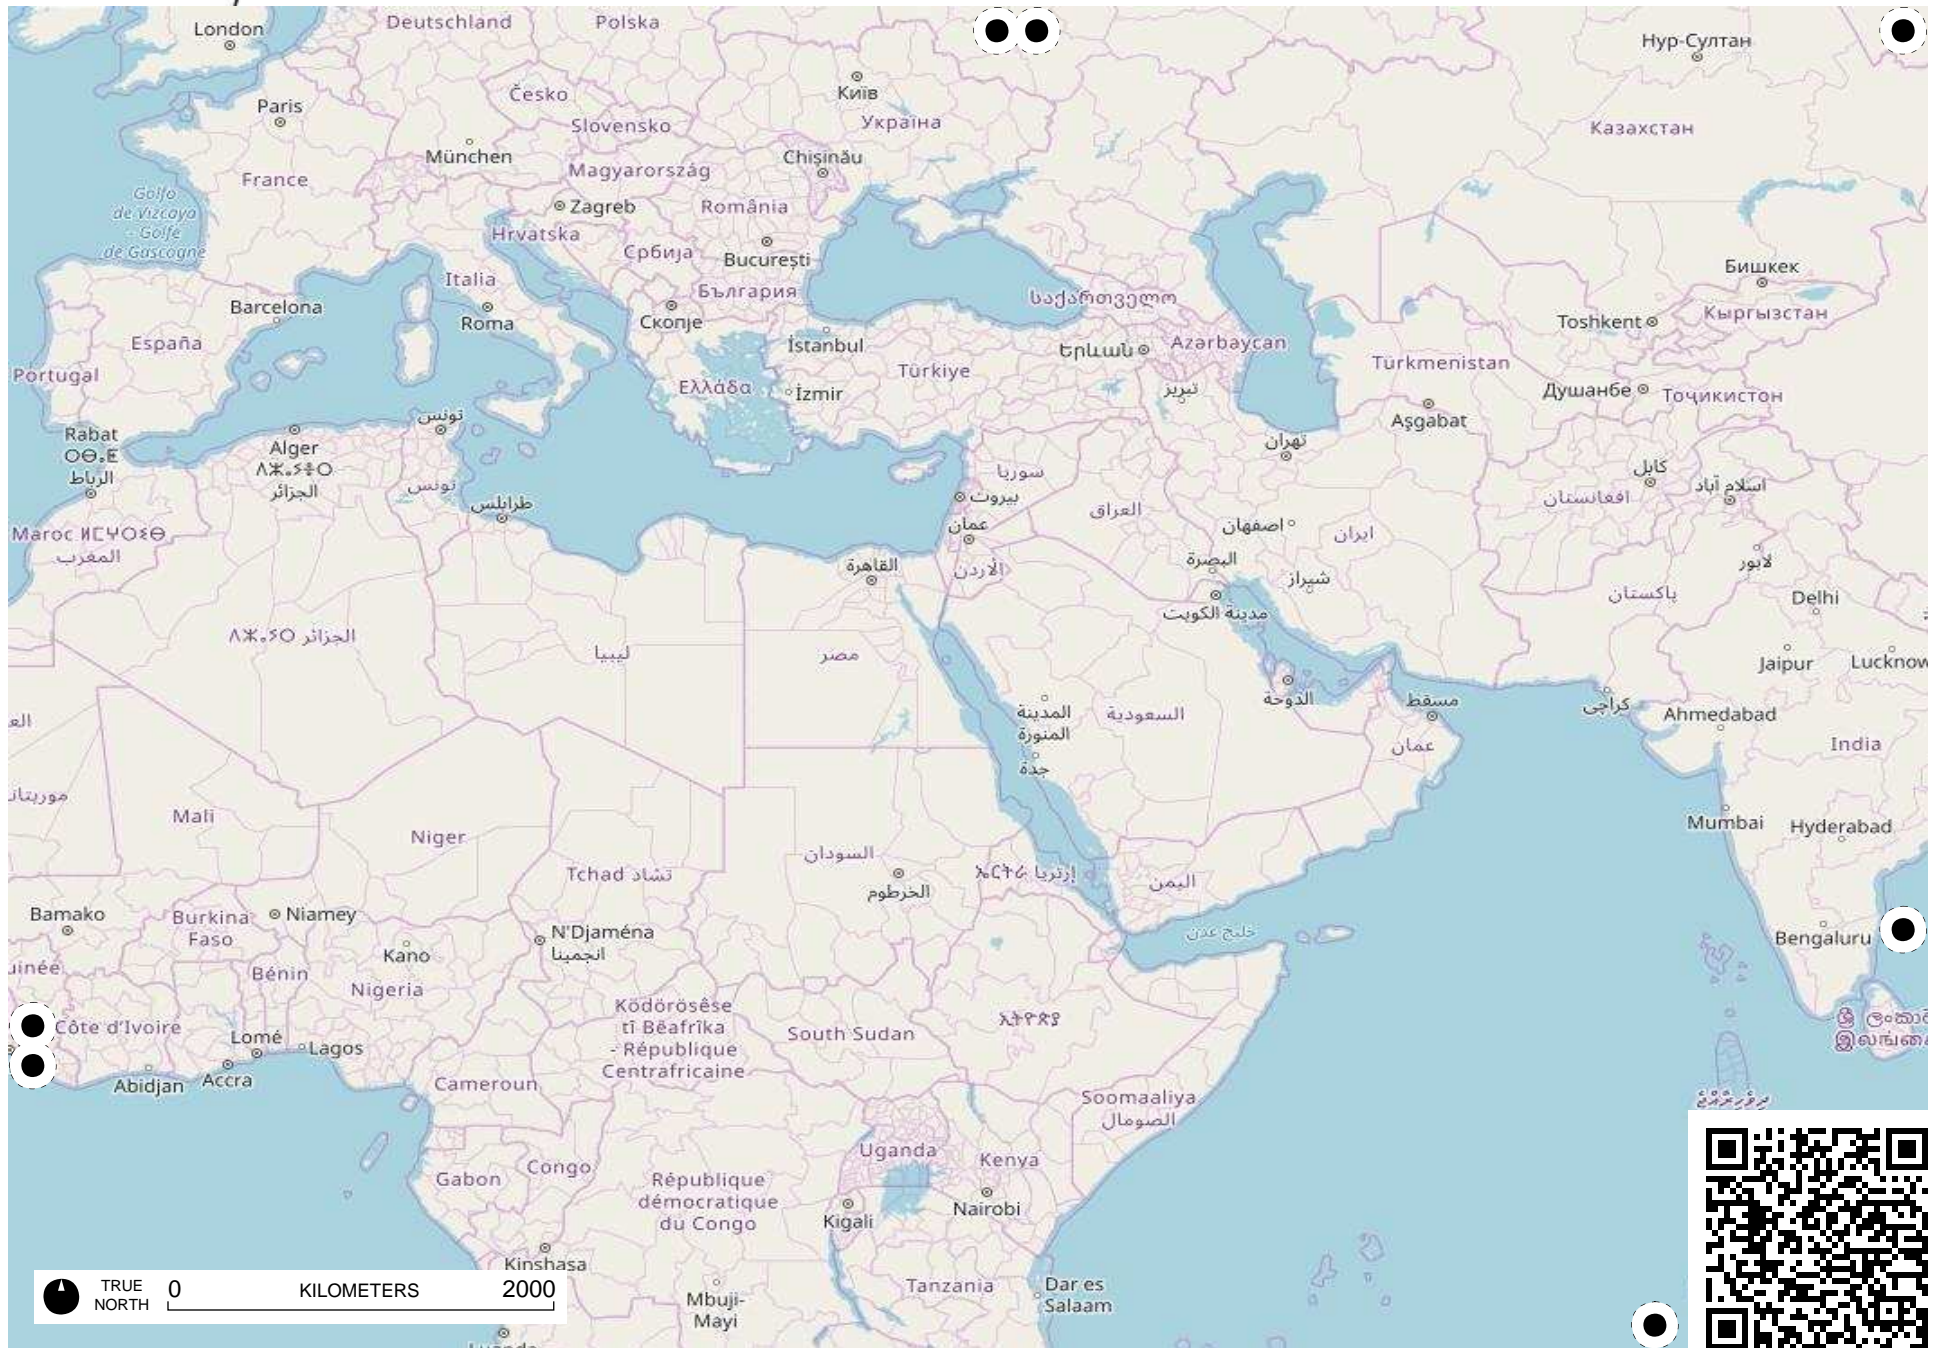 London
Deutschland
Polska
Нур-Султан
Київ
Česko
Paris
Україна
Казахстан
Slovensko
München
Chișinău
Magyarország
France
Golfo
de Vizcaya
- Golfe
de Gascogne
Zagreb
România
Hrvatska
Србија
București
Бишкек
Italia
България
საქართველო
Barcelona
Кыргызстан
Roma
Скопје
Toshkent
España
İstanbul
Երևան
Azərbaycan
Türkmenistan
Portugal
Türkiye
Ελλάδα
İzmir
تبریز
Душанбе
Тоҷикистон
تونس
Aşgabat
Rabat
ⵔⴱⴰⵟ
الرباط
Alger
الجزائر
تهران
کابل
سوريا
تونس
اسلام آباد
افغانستان
بيروت
طرابلس
العراق
عمان
اصفهان
ایران
Maroc ⵍⵎⵖⵔⵉⴱ
المغرب
القاهرة
الأردن
البصرة
شیراز
لاہور
پاکستان
Delhi
مدينة الكويت
الجزائر
ليبيا
مصر
Jaipur
Lucknow
الدوحة
مسقط
کراچی
المدينة
المنورة
السعودية
Ahmedabad
India
عمان
جدة
Mali
Niger
Mumbai
Hyderabad
السودان
Tchad تشاد
ኤርትራ إرتريا
اليمن
الخرطوم
Bamako
Burkina
Faso
Niamey
N'Djaména
انجمينا
خليج عدن
Bengaluru
Kano
Bénin
Nigeria
Ködörösêse
tî Bêafrîka
- République
Centrafricaine
South Sudan
ኢትዮጵያ
Côte d'Ivoire
Lomé
Lagos
Abidjan
Accra
Cameroun
Soomaaliya
الصومال
Uganda
Kenya
Gabon
Congo
République
démocratique
du Congo
Kigali
Nairobi
Kinshasa
Tanzania
Dar es
Salaam
Mbuji-
Mayi
TRUE
NORTH
0
KILOMETERS
2000